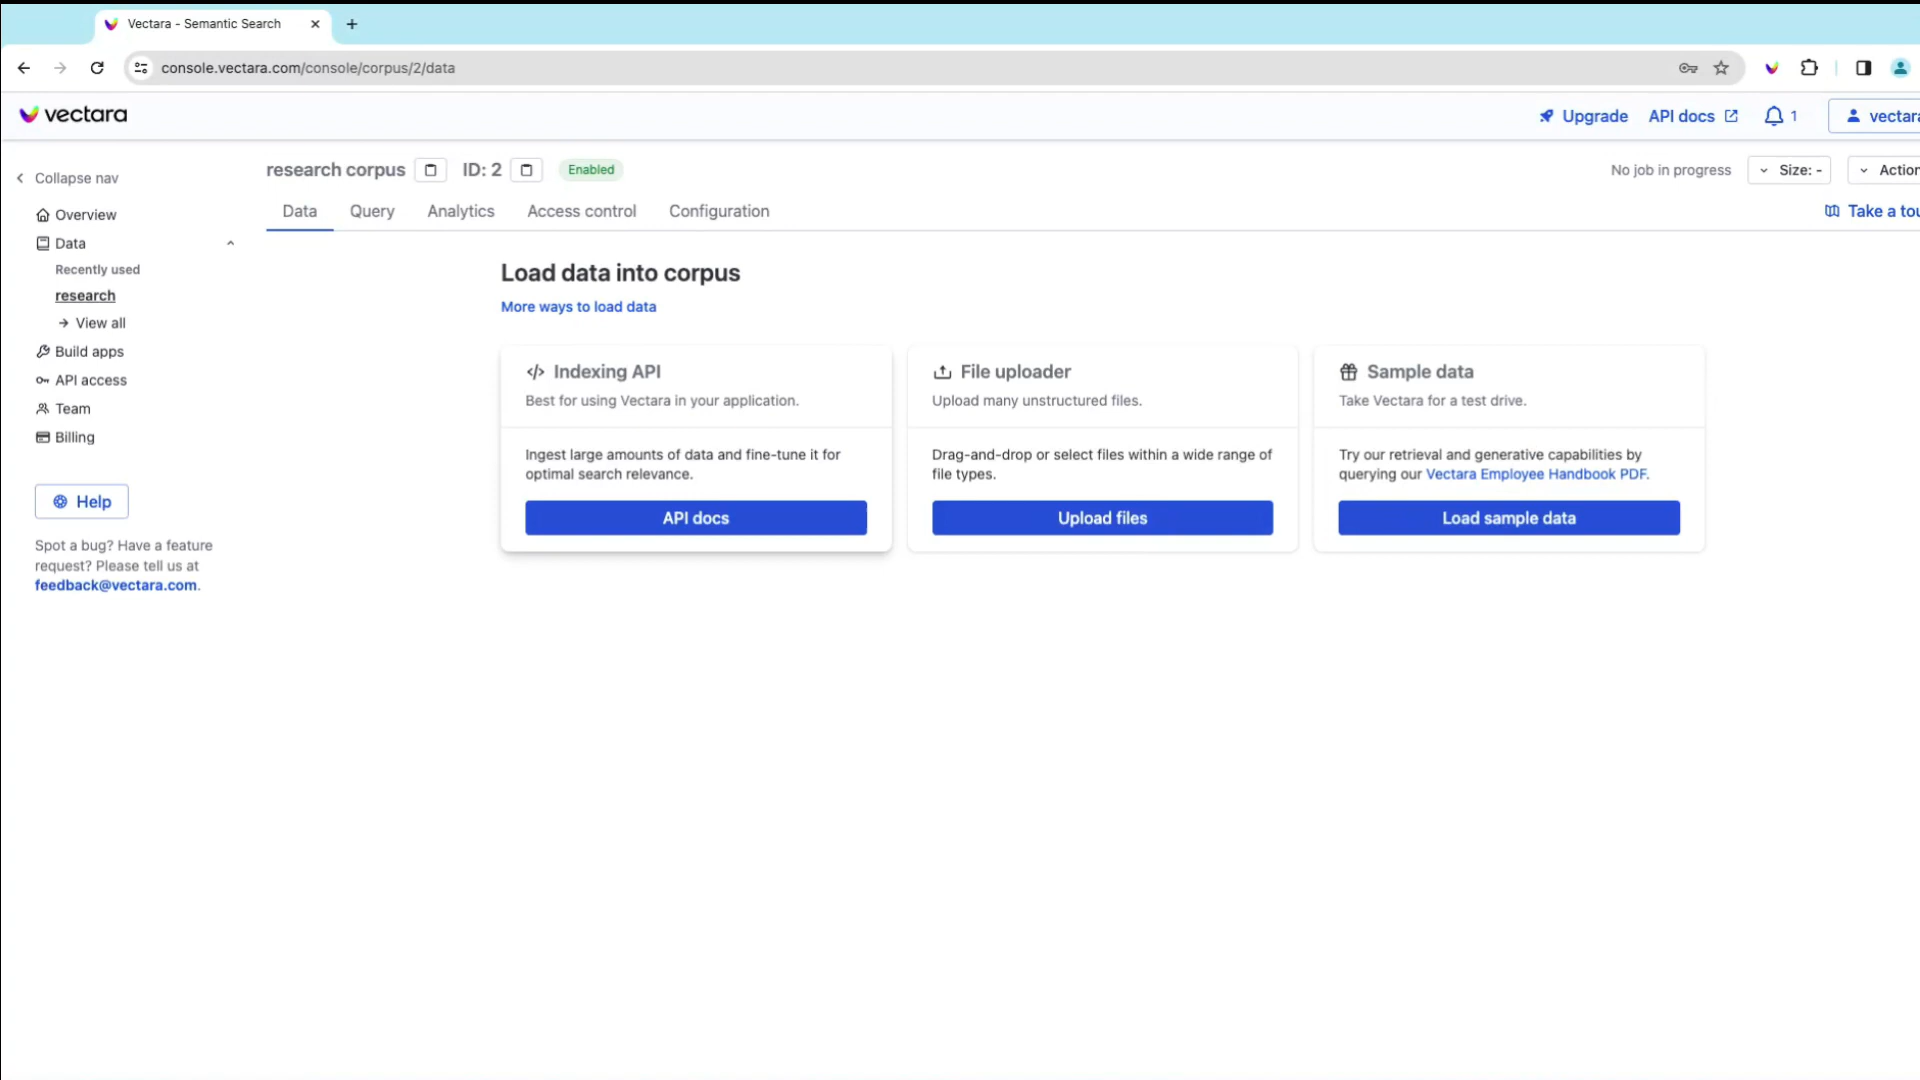 Vectara - Semantic Search
console.vectara.com/console/corpus/2/data
vectara
Upgrade
API docs
1
vectara
Collapse nav
research corpus
ID: 2
Enabled
No job in progress
Size: -
Action
Data
Query
Analytics
Access control
Configuration
Take a tou
Overview
Data
Recently used
research
View all
Build apps
API access
Team
Billing
Help
Spot a bug? Have a feature
request? Please tell us at
feedback@vectara.com.
Load data into corpus
More ways to load data
Indexing API
Best for using Vectara in your application.
Ingest large amounts of data and fine-tune it for
optimal search relevance.
API docs
File uploader
Upload many unstructured files.
Drag-and-drop or select files within a wide range of
file types.
Upload files
Sample data
Take Vectara for a test drive.
Try our retrieval and generative capabilities by
querying our Vectara Employee Handbook PDF.
Load sample data